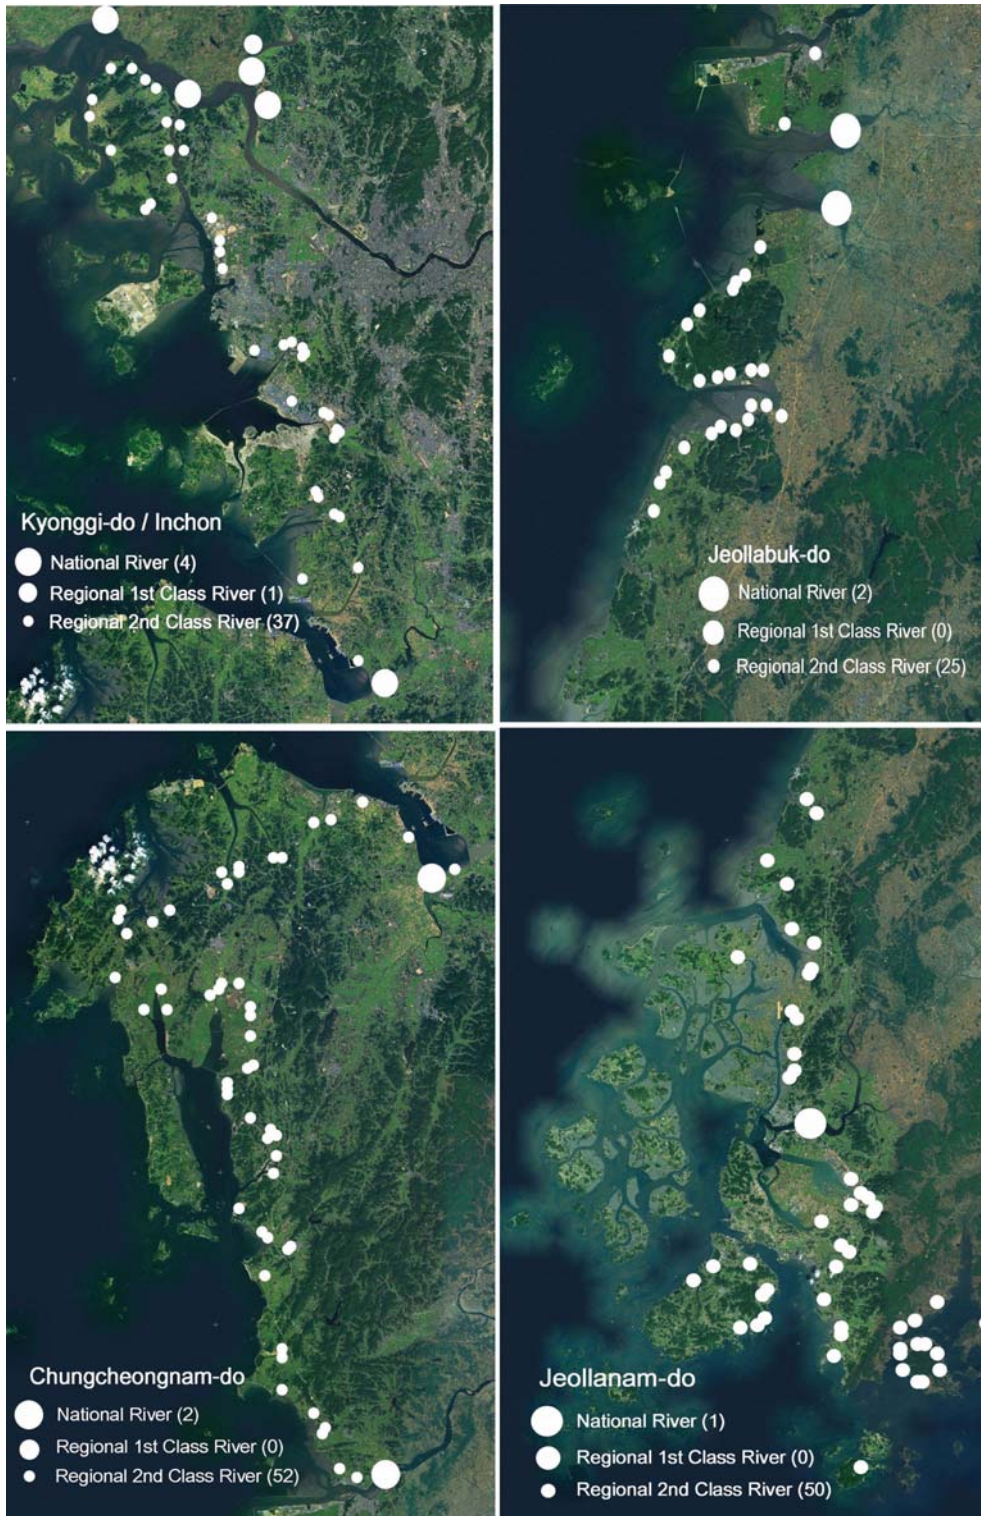 Kyonggi-do / Inchon
National River (4)
Regional 1st Class River (1)
Regional 2nd Class River (37)
Jeollabuk-do
National River (2)
Regional 1st Class River (0)
Regional 2nd Class River (25)
Chungcheongnam-do
National River (2)
Regional 1st Class River (0)
Regional 2nd Class River (52)
Jeollanam-do
National River (1)
Regional 1st Class River (0)
Regional 2nd Class River (50)